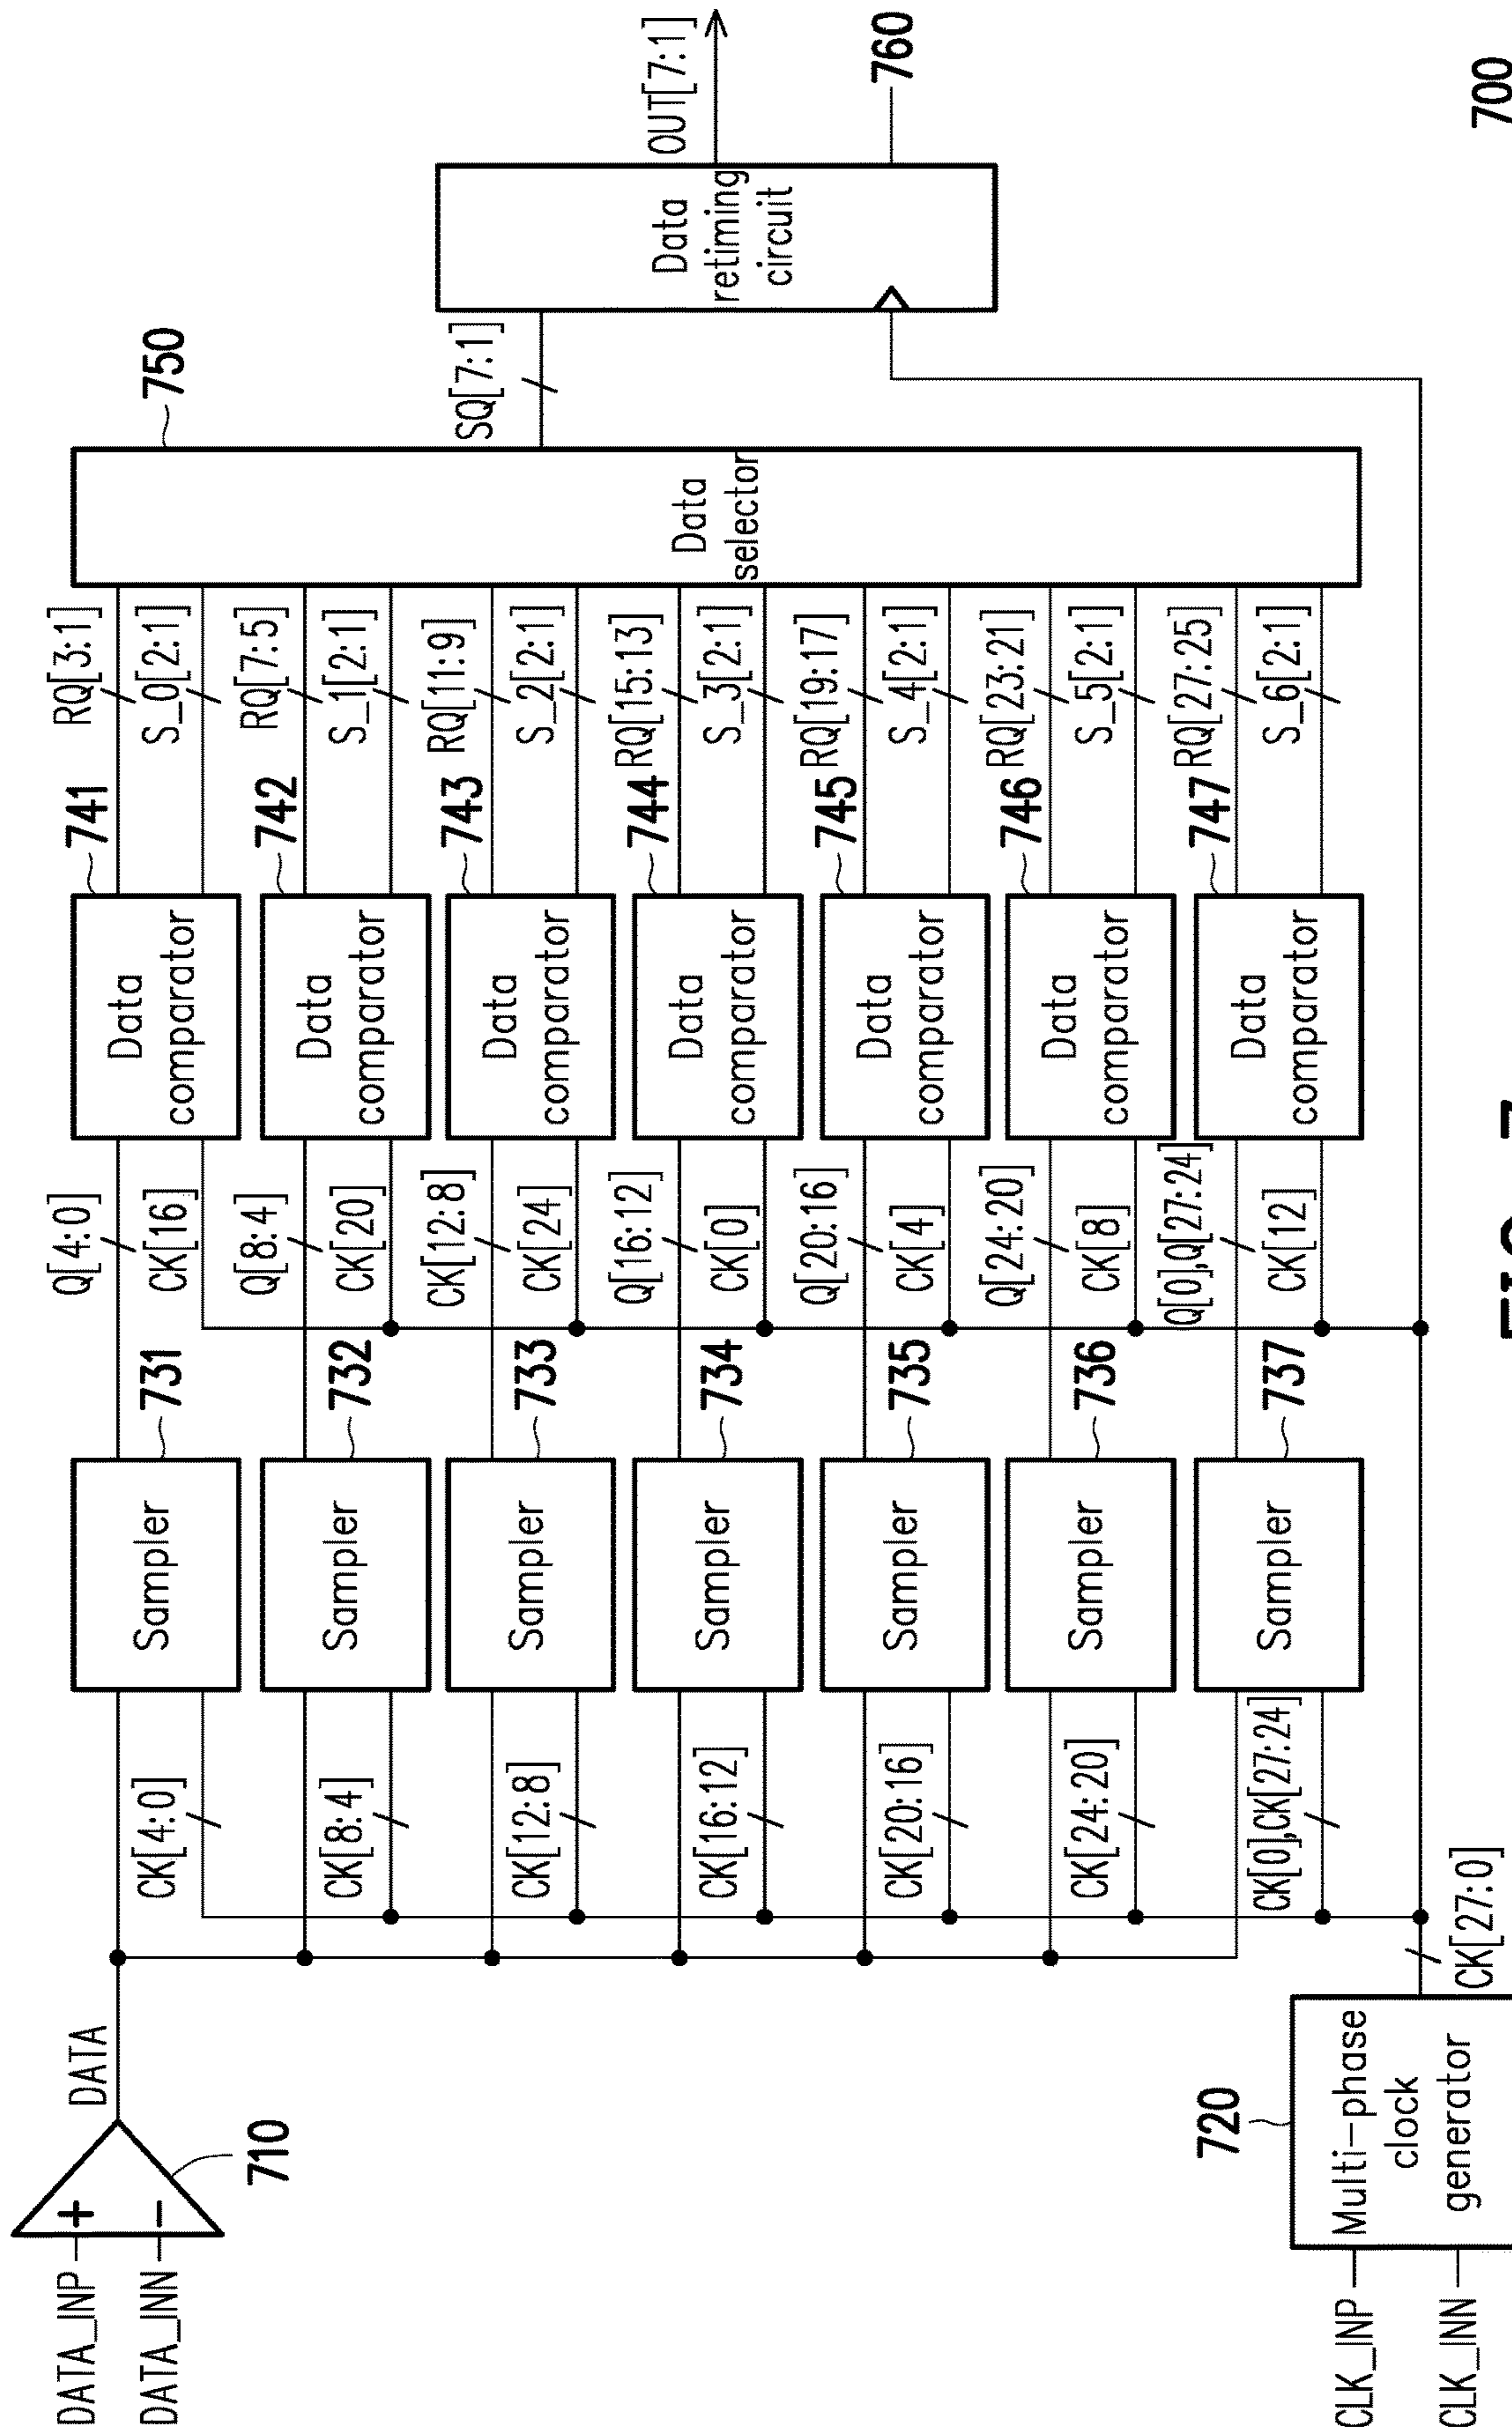 DATA_INP
DATA_INN
+
−
710
DATA
CLK_INP
CLK_INN
720
Multi-phase
clock
generator
CK[27:0]
CK[4:0]
Sampler
731
Q[4:0]
CK[16]
Data
comparator
741
RQ[3:1]
S_0[2:1]
CK[8:4]
Sampler
732
Q[8:4]
CK[20]
Data
comparator
742
RQ[7:5]
S_1[2:1]
CK[12:8]
Sampler
733
CK[12:8]
CK[24]
Data
comparator
743
RQ[11:9]
S_2[2:1]
CK[16:12]
Sampler
734
Q[16:12]
CK[0]
Data
comparator
744
RQ[15:13]
S_3[2:1]
CK[20:16]
Sampler
735
Q[20:16]
CK[4]
Data
comparator
745
RQ[19:17]
S_4[2:1]
CK[24:20]
Sampler
736
Q[24:20]
CK[8]
Data
comparator
746
RQ[23:21]
S_5[2:1]
CK[0],CK[27:24]
Sampler
737
Q[0],Q[27:24]
CK[12]
Data
comparator
747
RQ[27:25]
S_6[2:1]
Data
selector
750
SQ[7:1]
Data
retiming
circuit
760
OUT[7:1]
700